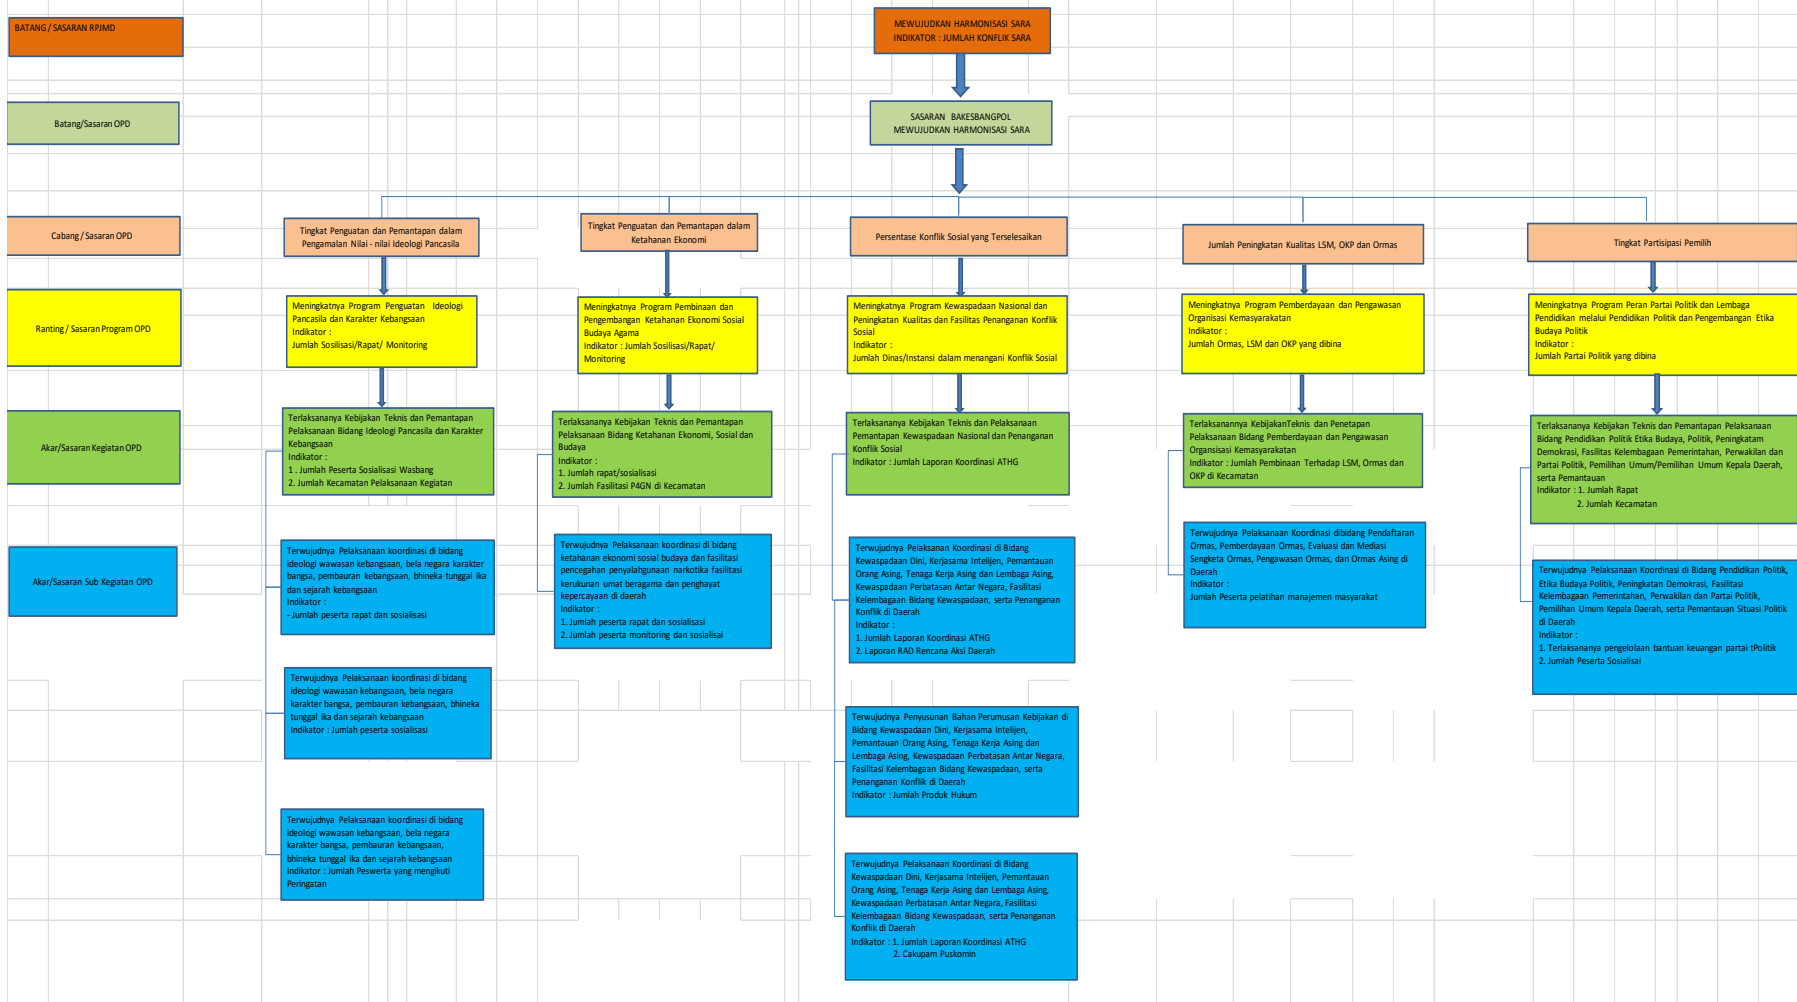 BATANG / SASARAN RPJMD
MEWUJUDKAN HARMONISASI SARA
INDIKATOR : JUMLAH KONFLIK SARA
Batang/Sasaran OPD
SASARAN BAKESBANGPOL
MEWUJUDKAN HARMONISASI SARA
Cabang / Sasaran OPD
Tingkat Penguatan dan Pemantapan dalam
Pengamalan Nilai - nilai Ideologi Pancasila
Tingkat Penguatan dan Pemantapan dalam
Ketahanan Ekonomi
Persentase Konflik Sosial yang Terselesaikan
Jumlah Peningkatan Kualitas LSM, OKP dan Ormas
Tingkat Partisipasi Pemilih
Ranting / Sasaran Program OPD
Meningkatnya Program Penguatan Ideologi
Pancasila dan Karakter Kebangsaan
Indikator :
Jumlah Sosilisasi/Rapat/ Monitoring
Meningkatnya Program Pembinaan dan
Pengembangan Ketahanan Ekonomi Sosial
Budaya Agama
Indikator : Jumlah Sosilisasi/Rapat/
Monitoring
Meningkatnya Program Kewaspadaan Nasional dan
Peningkatan Kualitas dan Fasilitas Penanganan Konflik
Sosial
Indikator :
Jumlah Dinas/Instansi dalam menangani Konflik Sosial
Meningkatnya Program Pemberdayaan dan Pengawasan
Organisasi Kemasyarakatan
Indikator :
Jumlah Ormas, LSM dan OKP yang dibina
Meningkatnya Program Peran Partai Politik dan Lembaga
Pendidikan melalui Pendidikan Politik dan Pengembangan Etika
Budaya Politik
Indikator :
Jumlah Partai Politik yang dibina
Akar/Sasaran Kegiatan OPD
Terlaksananya Kebijakan Teknis dan Pemantapan
Pelaksanaan Bidang Ideologi Pancasila dan Karakter
Kebangsaan
Indikator :
1 . Jumlah Peserta Sosialisasi Wasbang
2. Jumlah Kecamatan Pelaksanaan Kegiatan
Terlaksananya Kebijakan Teknis dan Pemantapan
Pelaksanaan Bidang Ketahanan Ekonomi, Sosial dan
Budaya
Indikator :
1. Jumlah rapat/sosialisasi
2. Jumlah Fasilitasi P4GN di Kecamatan
Terlaksananya Kebijakan Teknis dan Pelaksanaan
Pemantapan Kewaspadaan Nasional dan Penanganan
Konflik Sosial
Indikator : Jumlah Laporan Koordinasi ATHG
Terlaksanannya KebijakanTeknis dan Penetapan
Pelaksanaan Bidang Pemberdayaan dan Pengawasan
Organsisasi Kemasyarakatan
Indikator : Jumlah Pembinaan Terhadap LSM, Ormas dan
OKP di Kecamatan
Terlaksananya Kebijakan Teknis dan Pemantapan Pelaksanaan
Bidang Pendidikan Politik Etika Budaya, Politik, Peningkatam
Demokrasi, Fasilitas Kelembagaan Pemerintahan, Perwakilan dan
Partai Politik, Pemilihan Umum/Pemilihan Umum Kepala Daerah,
serta Pemantauan
Indikator : 1. Jumlah Rapat
2. Jumlah Kecamatan
Akar/Sasaran Sub Kegiatan OPD
Terwujudnya Pelaksanaan koordinasi di bidang
ideologi wawasan kebangsaan, bela negara karakter
bangsa, pembauran kebangsaan, bhineka tunggal ika
dan sejarah kebangsaan
Indikator :
- Jumlah peserta rapat dan sosialisasi
Terwujudnya Pelaksanaan koordinasi di bidang
ketahanan ekonomi sosial budaya dan fasilitasi
pencegahan penyalahgunaan narkotika fasilitasi
kerukunan umat beragama dan penghayat
kepercayaan di daerah
Indikator :
1. Jumlah peserta rapat dan sosialisasi
2. Jumlah peserta monitoring dan sosialisai
Terwujudnya Pelaksanan Koordinasi di Bidang
Kewaspadaan Dini, Kerjasama Intelijen, Pemantauan
Orang Asing, Tenaga Kerja Asing dan Lembaga Asing,
Kewaspadaan Perbatasan Antar Negara, Fasilitasi
Kelembagaan Bidang Kewaspadaan, serta Penanganan
Konflik di Daerah
Indikator :
1. Jumlah Laporan Koordinasi ATHG
2. Laporan RAD Rencana Aksi Daerah
Terwujudnya Pelaksanaan Koordinasi dibidang Pendaftaran
Ormas, Pemberdayaan Ormas, Evaluasi dan Mediasi
Sengketa Ormas, Pengawasan Ormas, dan Ormas Asing di
Daerah
Indikator :
Jumlah Peserta pelatihan manajemen masyarakat
Terwujudnya Pelaksanaan Koordinasi di Bidang Pendidikan Politik,
Etika Budaya Politik, Peningkatan Demokrasi, Fasilitasi
Kelembagaan Pemerintahan, Perwakilan dan Partai Politik,
Pemilihan Umum Kepala Daerah, serta Pemantauan Situasi Politik
di Daerah
Indikator :
1. Terlaksananya pengelolaan bantuan keuangan partai tPolitik
2. Jumlah Peserta Sosialisai
Terwujudnya Pelaksanaan koordinasi di bidang
ideologi wawasan kebangsaan, bela negara
karakter bangsa, pembauran kebangsaan, bhineka
tunggal ika dan sejarah kebangsaan
Indikator : Jumlah peserta sosialisasi
Terwujudnya Penyusunan Bahan Perumusan Kebijakan di
Bidang Kewaspadaan Dini, Kerjasama Intelijen,
Pemantauan Orang Asing, Tenaga Kerja Asing dan
Lembaga Asing, Kewaspadaan Perbatasan Antar Negara,
Fasilitasi Kelembagaan Bidang Kewaspadaan, serta
Penanganan Konflik di Daerah
Indikator : Jumlah Produk Hukum
Terwujudnya Pelaksanaan koordinasi di bidang
ideologi wawasan kebangsaan, bela negara
karakter bangsa, pembauran kebangsaan,
bhineka tunggal ika dan sejarah kebangsaan
Indikator : Jumlah Peswerta yang mengikuti
Peringatan
Terwujudnya Pelaksanaan Koordinasi di Bidang
Kewaspadaan Dini, Kerjasama Intelijen, Pemantauan
Orang Asing, Tenaga Kerja Asing dan Lembaga Asing,
Kewaspadaan Perbatasan Antar Negara, Fasilitasi
Kelembagaan Bidang Kewaspadaan, serta Penanganan
Konflik di Daerah
Indikator : 1. Jumlah Laporan Koordinasi ATHG
2. Cakupam Puskomin